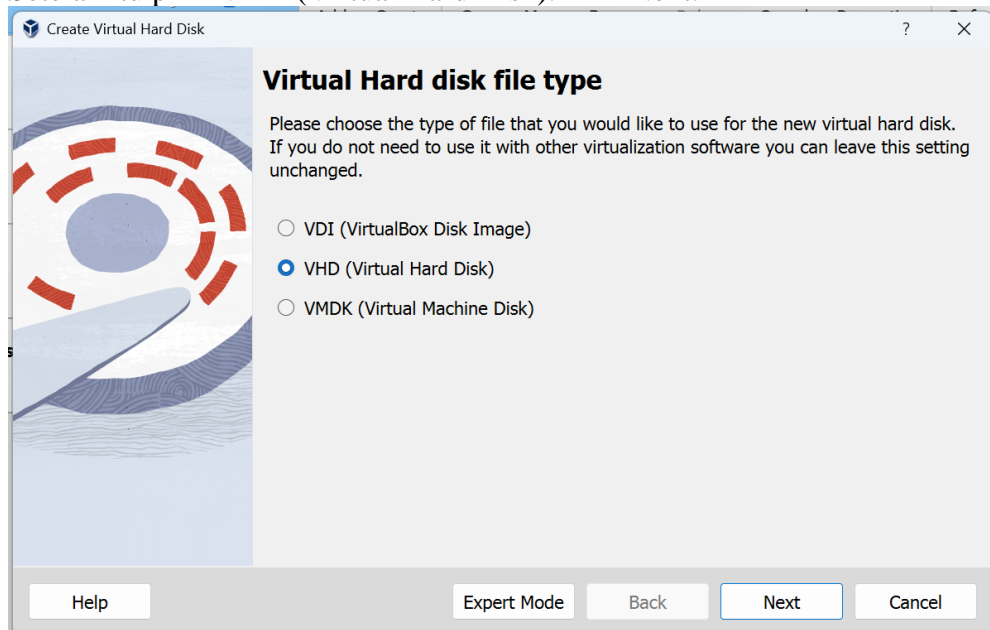 Create Virtual Hard Disk
Virtual Hard disk file type
Please choose the type of file that you would like to use for the new virtual hard disk.
If you do not need to use it with other virtualization software you can leave this setting
unchanged.
VDI (VirtualBox Disk Image)
VHD (Virtual Hard Disk)
VMDK (Virtual Machine Disk)
Help
Expert Mode
Back
Next
Cancel